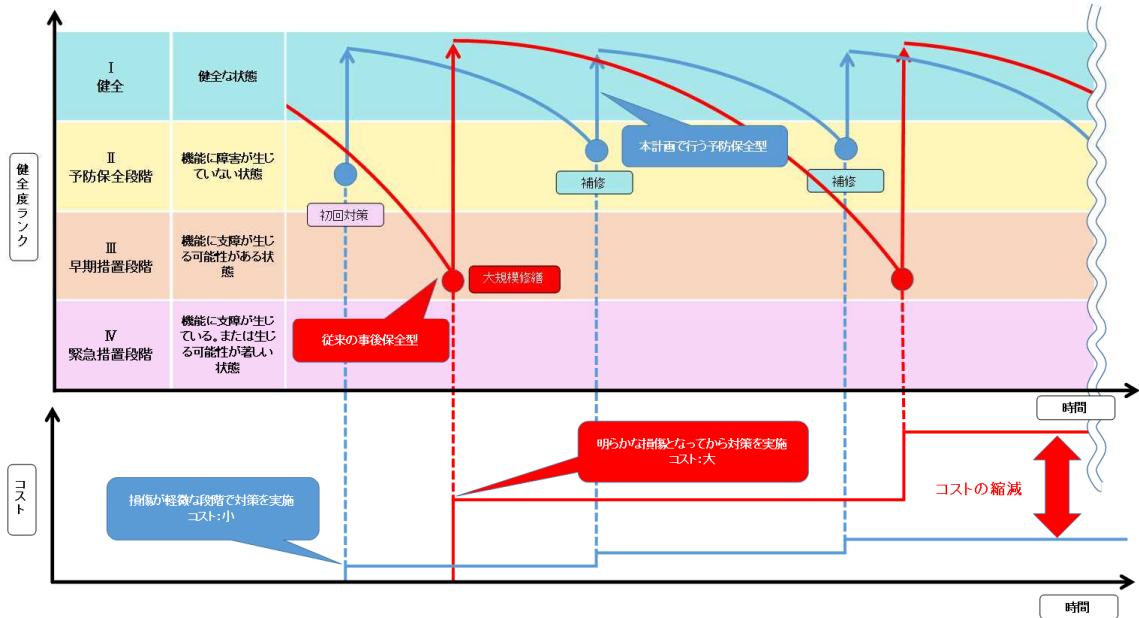 健全度ランク
Ⅰ
健全
健全な状態
Ⅱ
予防保全段階
機能に障害が生じ
ていない状態
Ⅲ
早期措置段階
機能に支障が生じ
る可能性がある状
態
Ⅳ
緊急措置段階
機能に支障が生じ
ている。または生じ
る可能性が著しい
状態
初回対策
本計画で行う予防保全型
補修
補修
大規模修繕
従来の事後保全型
時間
コスト
明らかな損傷となってから対策を実施
コスト：大
損傷が軽微な段階で対策を実施
コスト：小
コストの縮減
時間